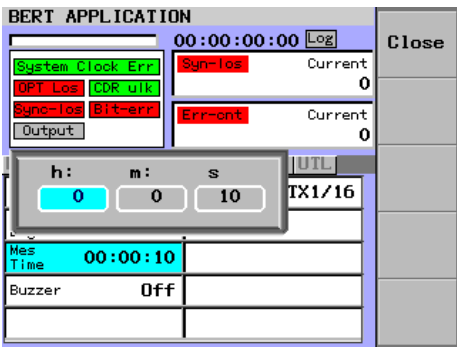 BERT APPLICATION
00:00:00:00 Log
Close
System Clock Err
OPT Los CDR ulk
Sync-los Bit-err
Output
Syn-los Current
0
Err-cnt Current
0
UTL
h: m: s
0 0 10
TX1/16
Mes Time 00:00:10
Buzzer Off